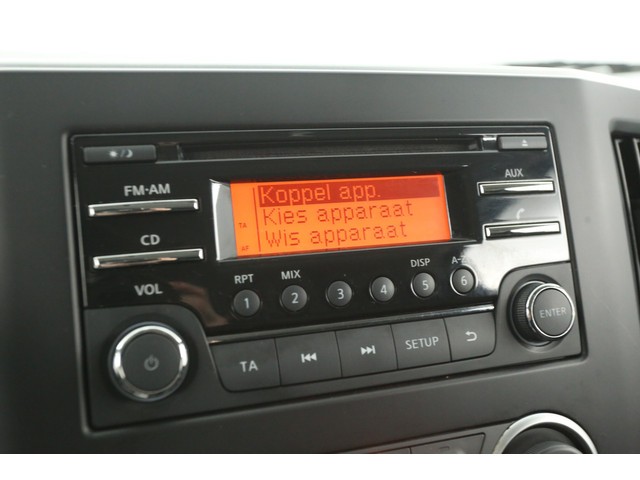 FM·AM
AUX
Koppel app.
Kies apparaat
TA
Wis apparaat
AF
CD
VOL
RPT MIX DISP
1 2 3 4 5 6
ENTER
TA SETUP